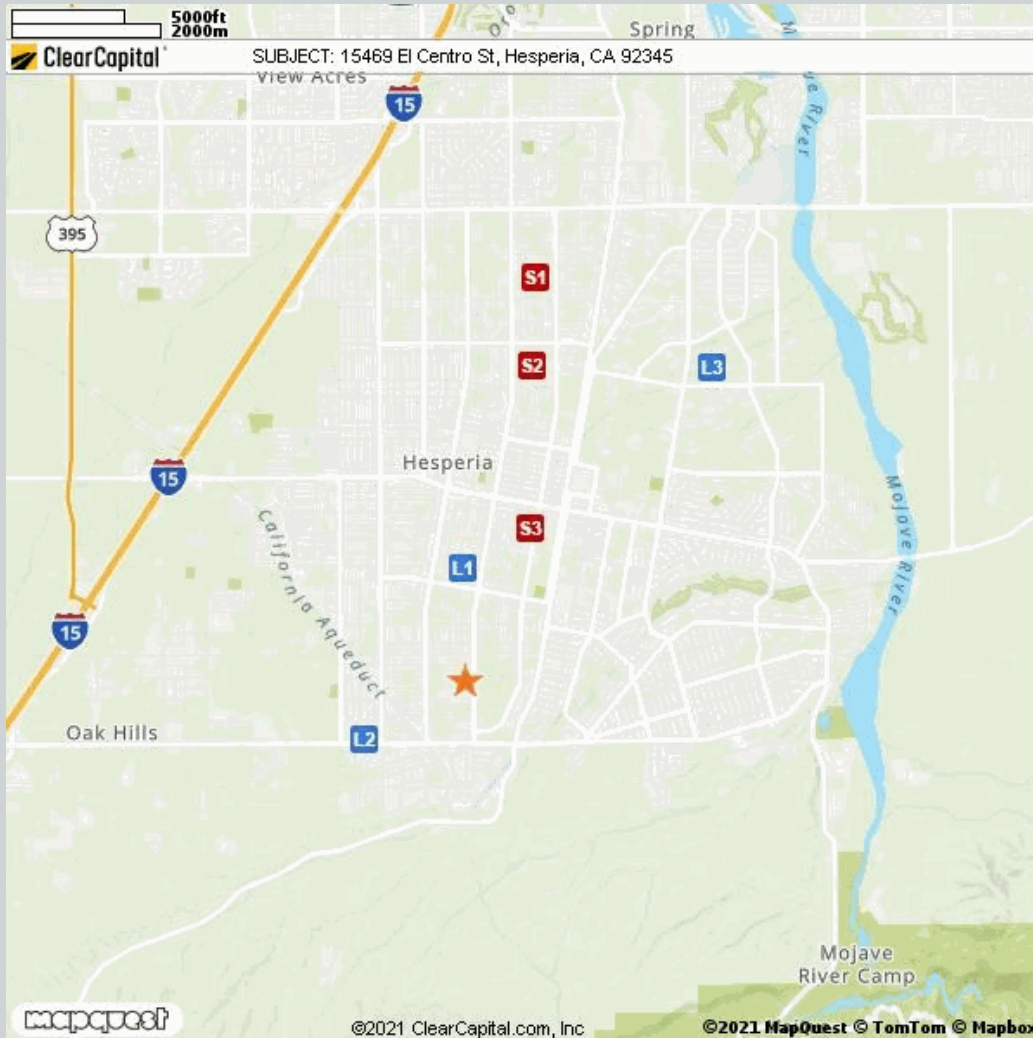 5000ft
2000m
ClearCapital
SUBJECT: 15469 El Centro St, Hesperia, CA 92345
Spring
View Acres
15
395
S1
S2
L3
Hesperia
15
S3
California Aqueduct
Mojave River
L1
15
Oak Hills
L2
Mojave
River Camp
mapquest
©2021 ClearCapital.com, Inc
©2021 MapQuest © TomTom © Mapbox